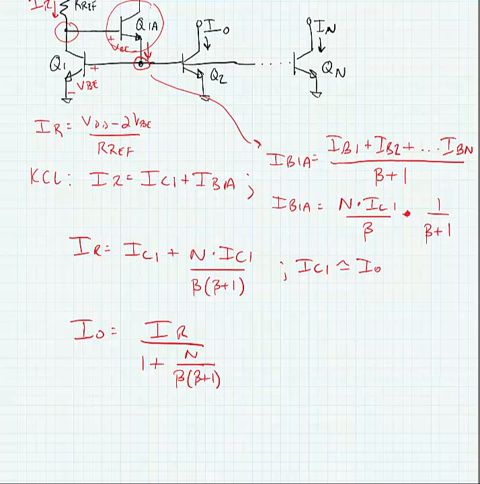 IR RREF
Q1A
Io
IN
+
VBE
-
Q1
+
- VBE
Q2
.....
QN
IR = VDD-2VBE / RREF
IB1A = IB1 + IB2 + ... IBN / β+1
KCL: IR = IC1 + IB1A ;
IB1A = N·IC1 / β • 1 / β+1
IR = IC1 + N·IC1 / β(β+1) ; IC1 ≃ Io
Io = IR / 1 + N / β(β+1)